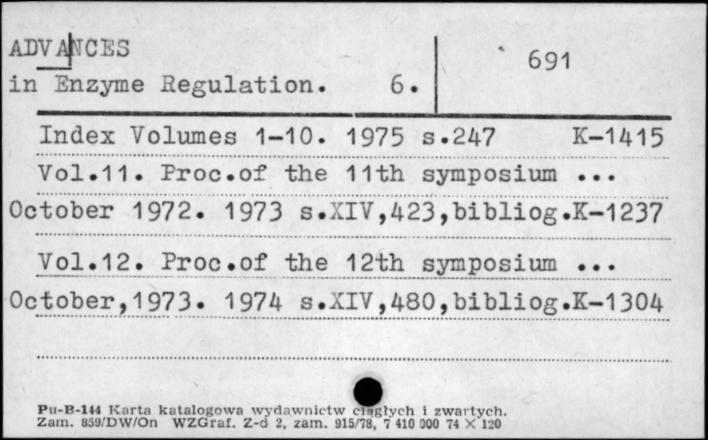 ADVANCES
691
in Enzyme Regulation. 6.
Index Volumes 1-10. 1975 s.247 K-1415
Vol.11. Proc.of the 11th symposium ...
October 1972. 1973 s.XIV,423,bibliog.K-1237
Vol.12. Proc.of the 12th symposium ...
October,1973. 1974 s.XIV,480,bibliog.K-1304
Pu-B-144 Karta katalogowa wydawnictw ciągłych i zwartych.
Zam. 859/DW/On WZGraf. Z-d 2, zam. 915/78, 7 410 000 74 X 120